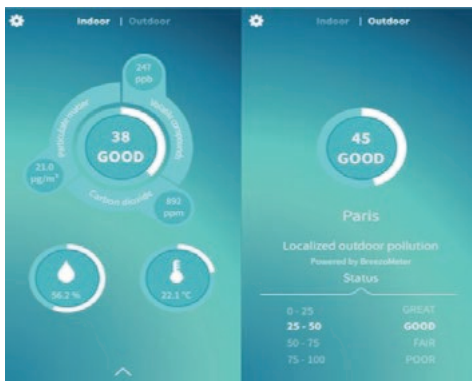 Indoor | Outdoor
247
ppb
Particulate matter
Volatile compounds
38
GOOD
21.0
µg/m³
Carbon dioxide
892
ppm
56.2 %
22.1 °C
Indoor | Outdoor
45
GOOD
Paris
Localized outdoor pollution
Powered by BreezoMeter
Status
0 - 25 GREAT
25 - 50 GOOD
50 - 75 FAIR
75 - 100 POOR